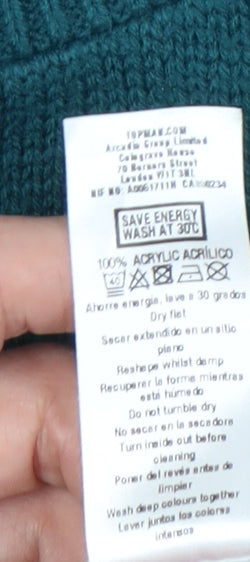 TOPMAN.COM
Arcadia Group Limited
Colegrave House
70 Berners Street
London W1T 3NL
SAVE ENERGY
WASH AT 30°C
100% ACRYLIC ACRÍLICO
40
Ahorre energia, lave a 30 grados
Dry flat
Secar extendido en un sitio
plano
Reshape whilst damp
Recuperar la forma mientras
está húmedo
Do not tumble dry
No secar en la secadora
Turn inside out before
cleaning
Poner del revés antes de
limpiar
Wash deep colours together
Lavar juntos los colores
intensos